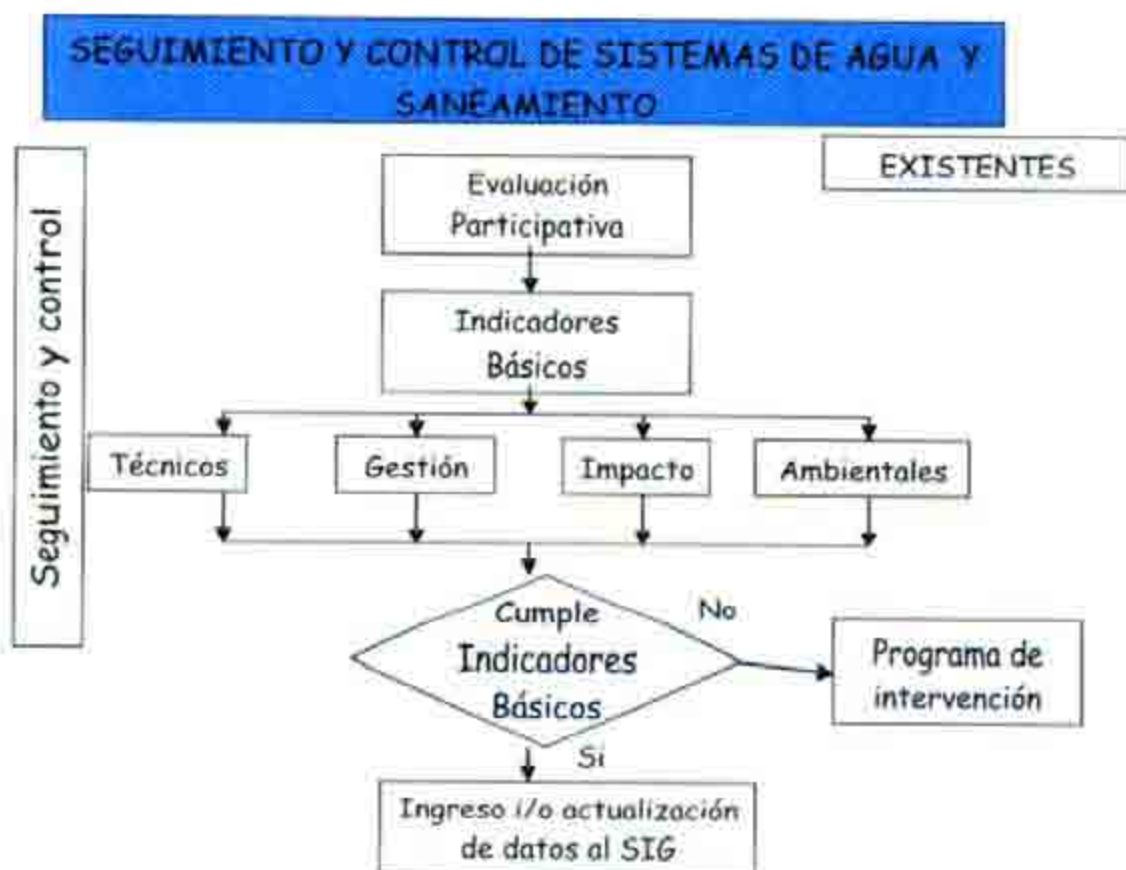 SEGUIMIENTO Y CONTROL DE SISTEMAS DE AGUA Y
SANEAMIENTO
EXISTENTES
Seguimiento y control
Evaluación
Participativa
Indicadores
Básicos
Técnicos
Gestión
Impacto
Ambientales
Cumple
Indicadores
Básicos
No
Programa de
intervención
Si
Ingreso i/o actualización
de datos al SIG